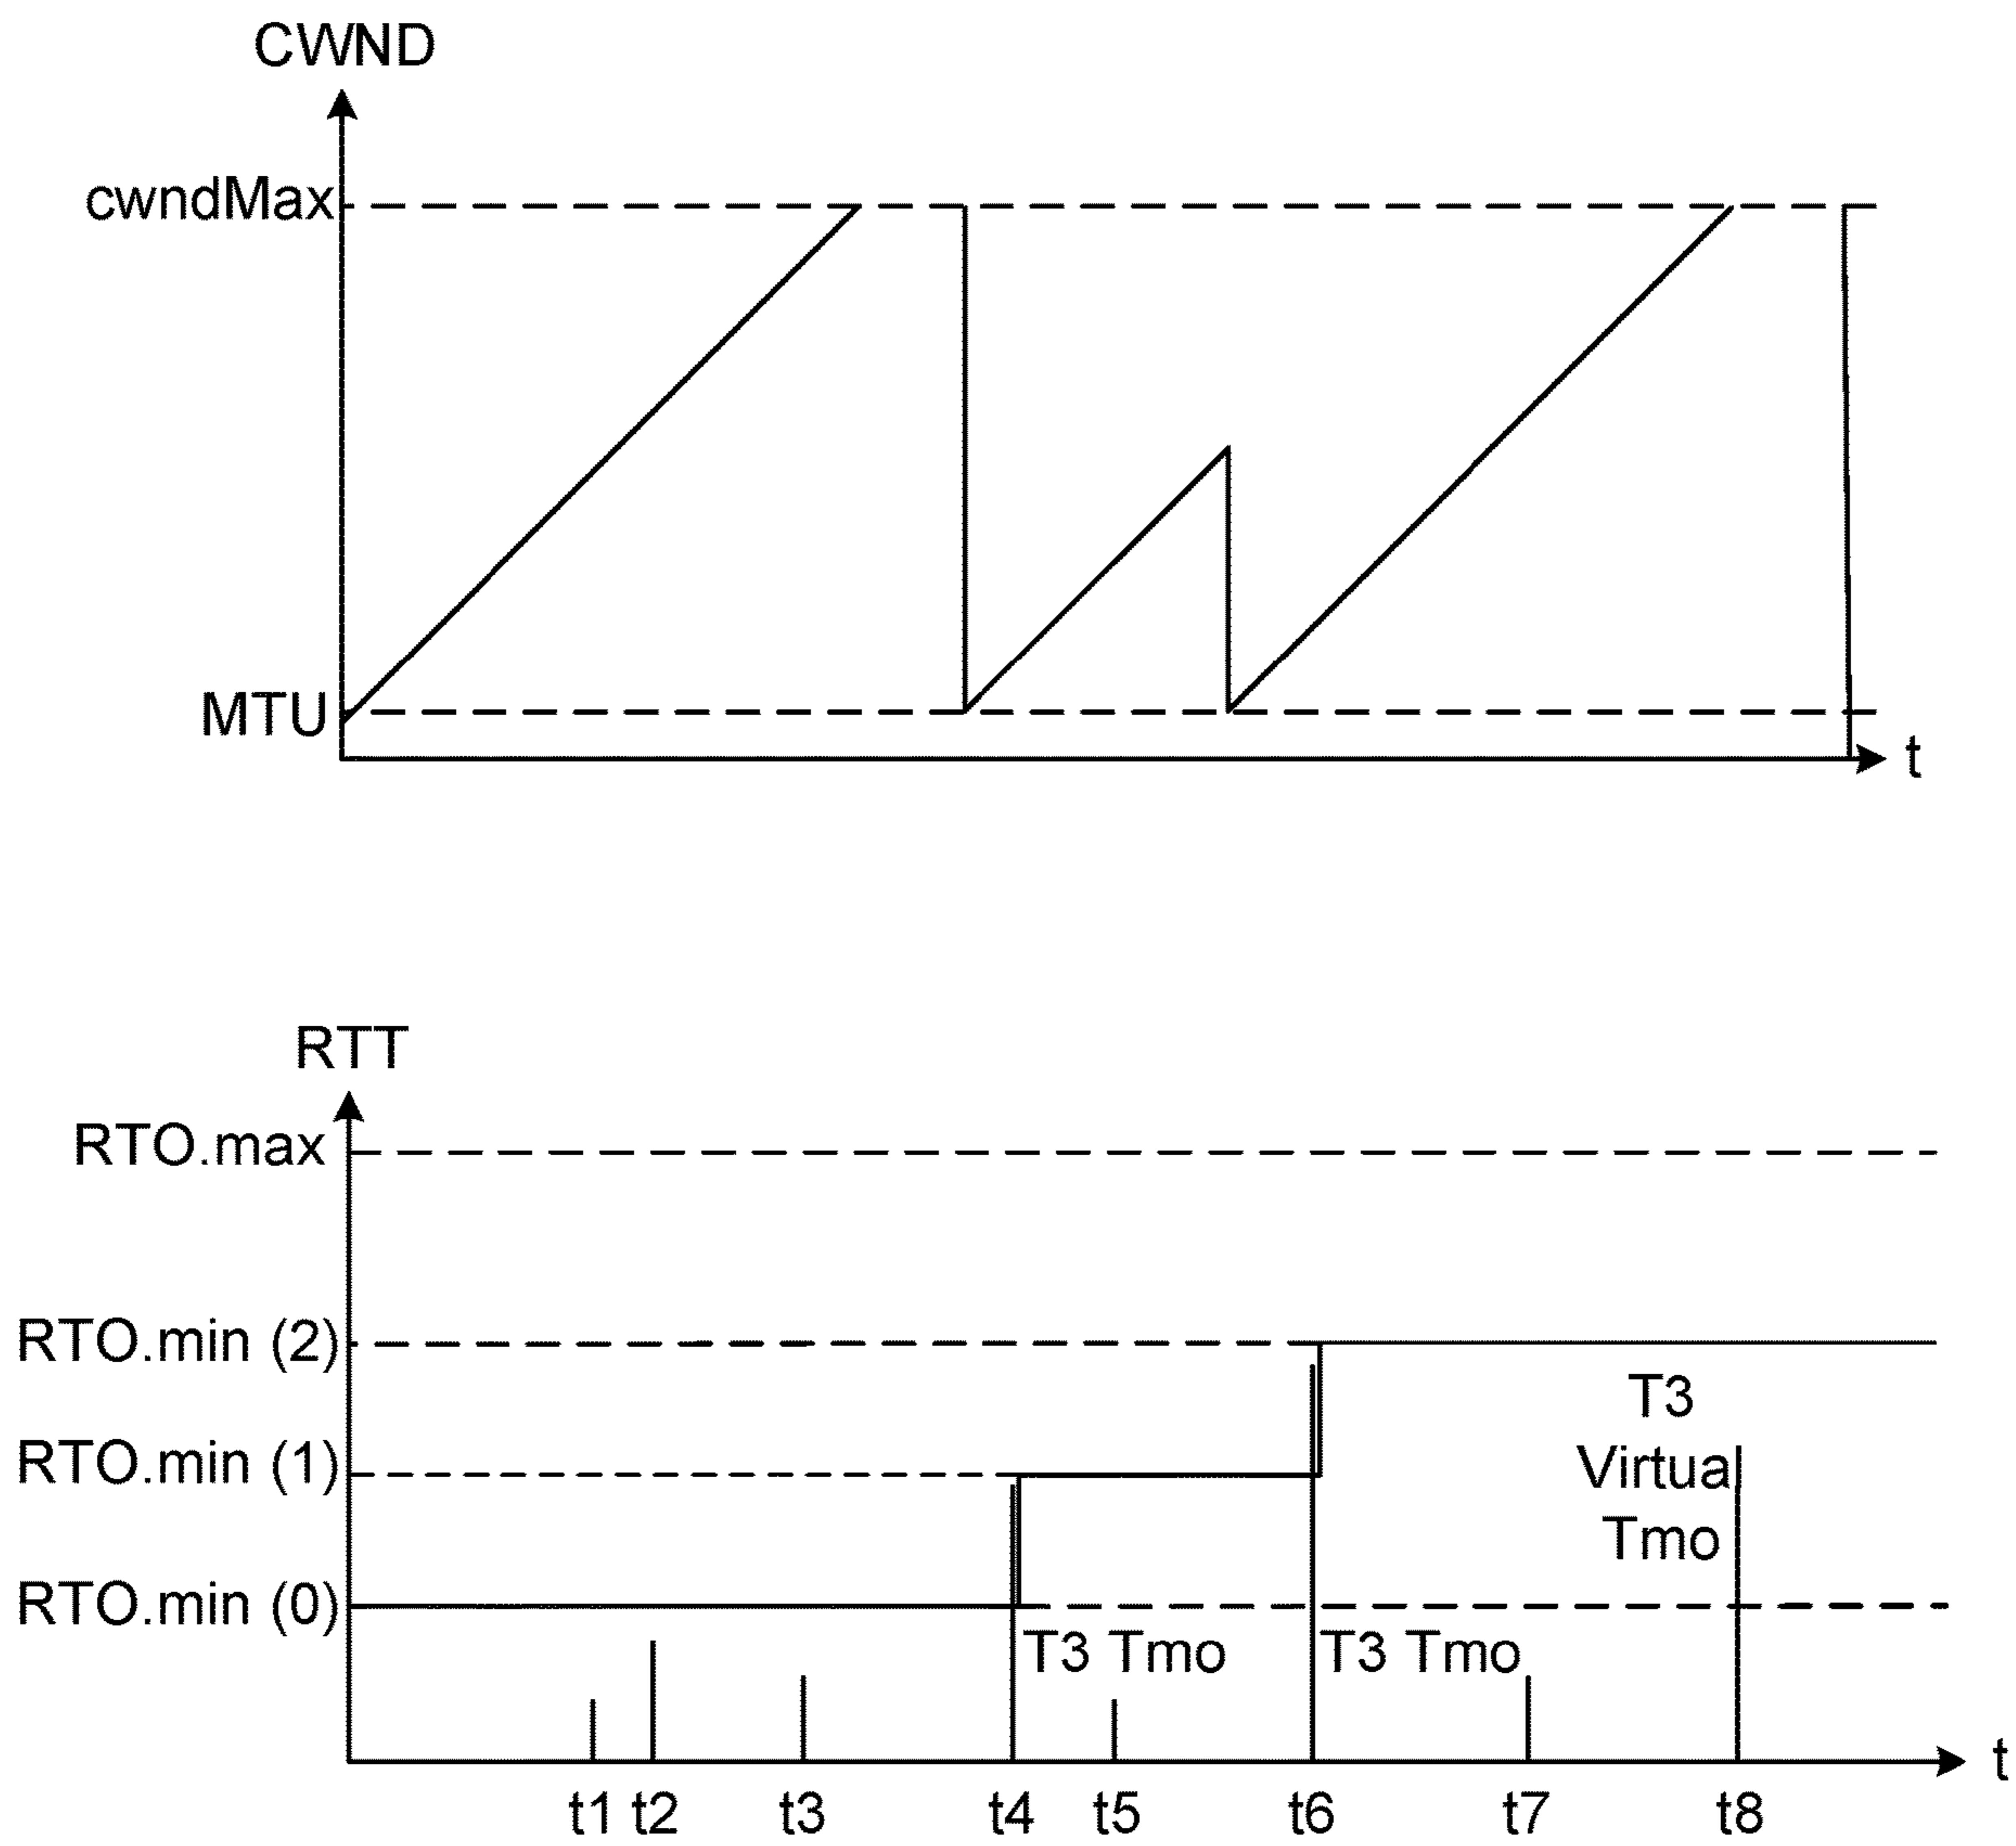 CWND
cwndMax
MTU
t
RTT
RTO.max
RTO.min (2)
T3
Virtua
Tmo
RTO.min (1)
RTO.min (0)
T3 Tmo T3 Tmo
t
t1 t2 t3 t4 t5 t6 t7 t8